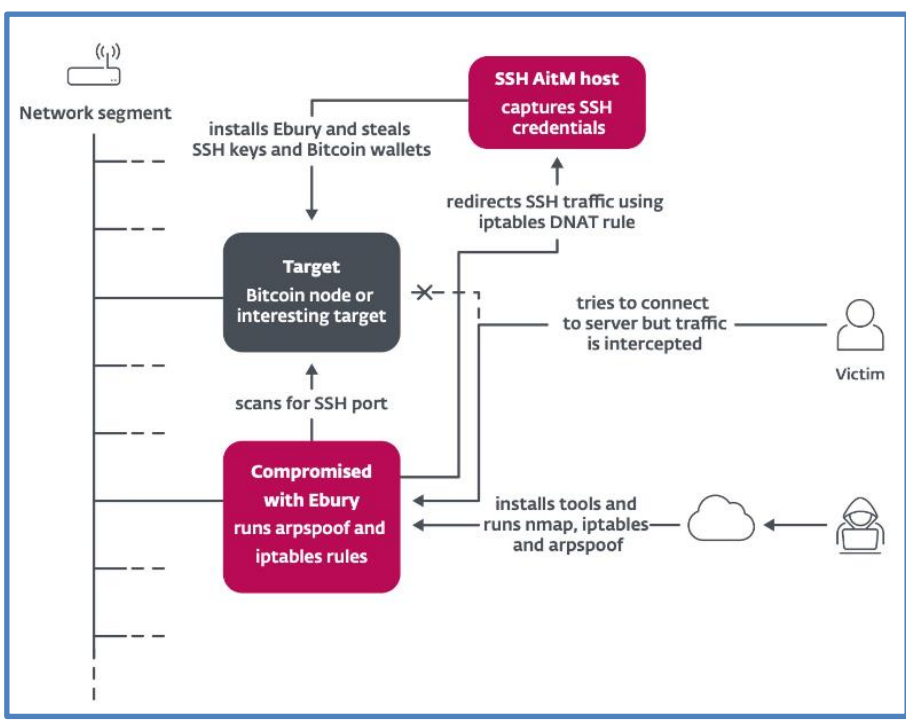 Network segment
SSH AitM host
captures SSH
credentials
installs Ebury and steals
SSH keys and Bitcoin wallets
redirects SSH traffic using
iptables DNAT rule
Target
Bitcoin node or
interesting target
tries to connect
to server but traffic
is intercepted
Victim
scans for SSH port
Compromised
with Ebury
runs arpspoof and
iptables rules
installs tools and
runs nmap, iptables
and arpspoof